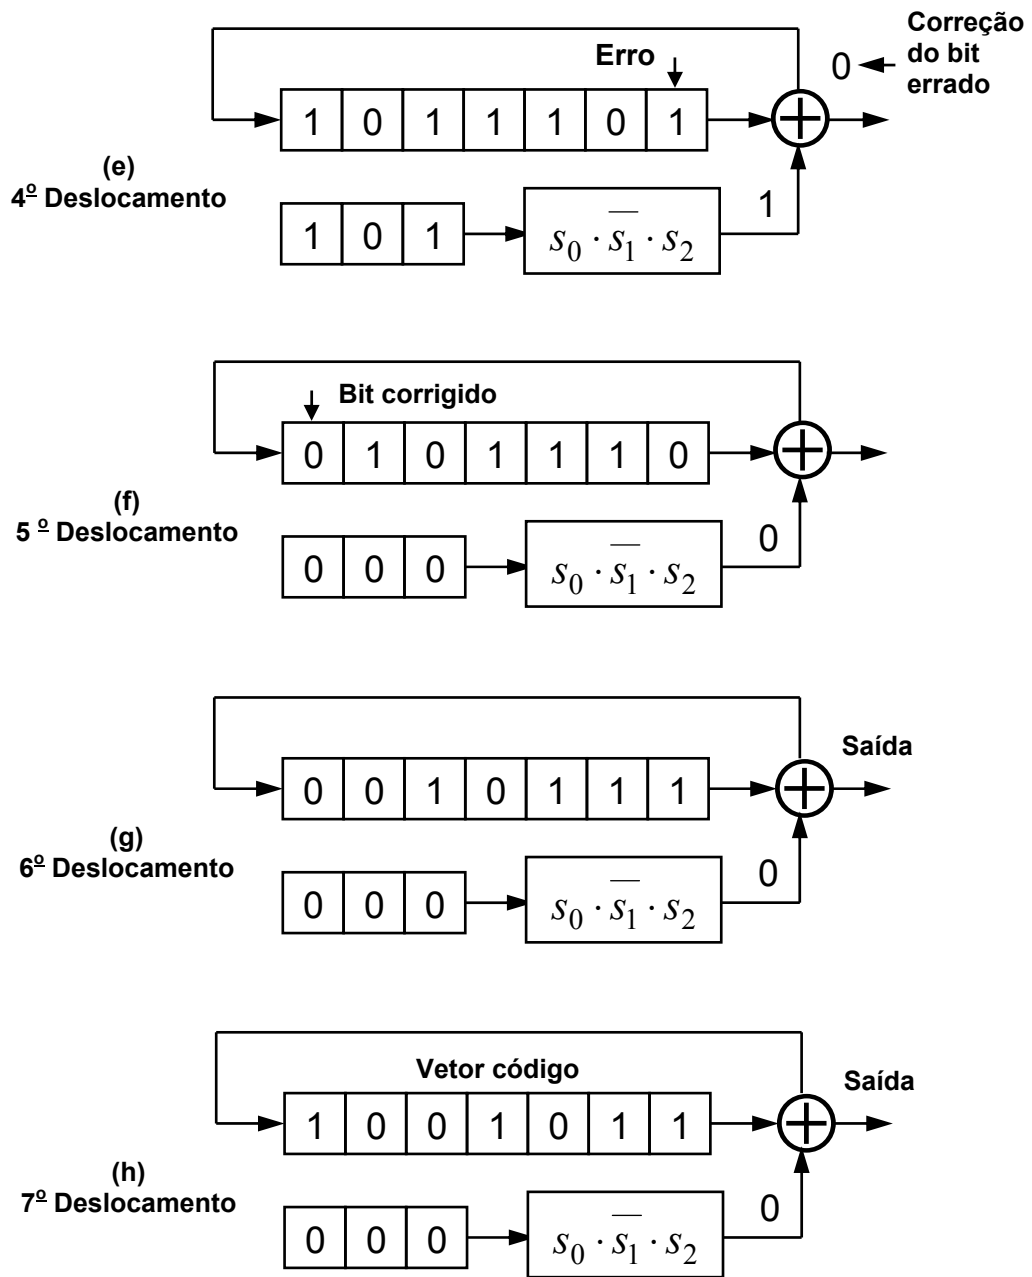 Correção
do bit
errado
0
Erro
1 0 1 1 1 0 1
(e)
4º Deslocamento
1
1 0 1
s₀ · s̅₁ · s₂
Bit corrigido
0 1 0 1 1 1 0
(f)
5 º Deslocamento
0
0 0 0
s₀ · s̅₁ · s₂
Saída
0 0 1 0 1 1 1
(g)
6º Deslocamento
0
0 0 0
s₀ · s̅₁ · s₂
Vetor código
Saída
1 0 0 1 0 1 1
(h)
7º Deslocamento
0
0 0 0
s₀ · s̅₁ · s₂